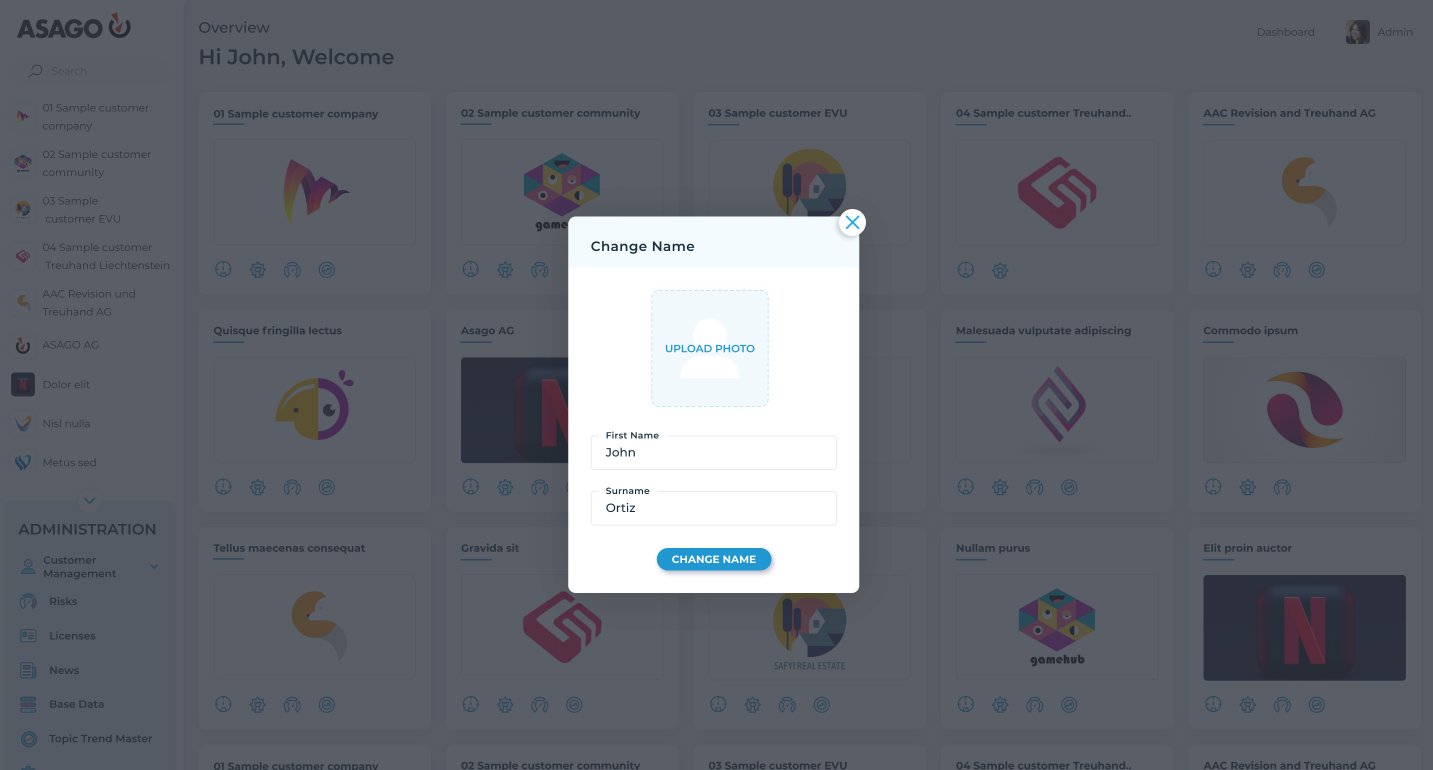 ASAGO
Search
01 Sample customer
company
02 Sample customer
community
03 Sample
customer EVU
04 Sample customer
Treuhand Liechtenstein
AAC Revision und
Treuhand AG
ASAGO AG
Dolor elit
Nisl nulla
Metus sed
ADMINISTRATION
Customer
Management
Risks
Licenses
News
Base Data
Topic Trend Master
Overview
Hi John, Welcome
Dashboard
Admin
01 Sample customer company
02 Sample customer community
03 Sample customer EVU
04 Sample customer Treuhand..
AAC Revision and Treuhand AG
game
Change Name
UPLOAD PHOTO
First Name
John
Surname
Ortiz
CHANGE NAME
Quisque fringilla lectus
Asago AG
N
Malesuada vulputate adipiscing
Commodo ipsum
Tellus maecenas consequat
Gravida sit
SAFYI REAL ESTATE
Nullam purus
gamehub
Elit proin auctor
N
01 Sample customer company
02 Sample customer community
03 Sample customer EVU
04 Sample customer Treuhand..
AAC Revision and Treuhand AG